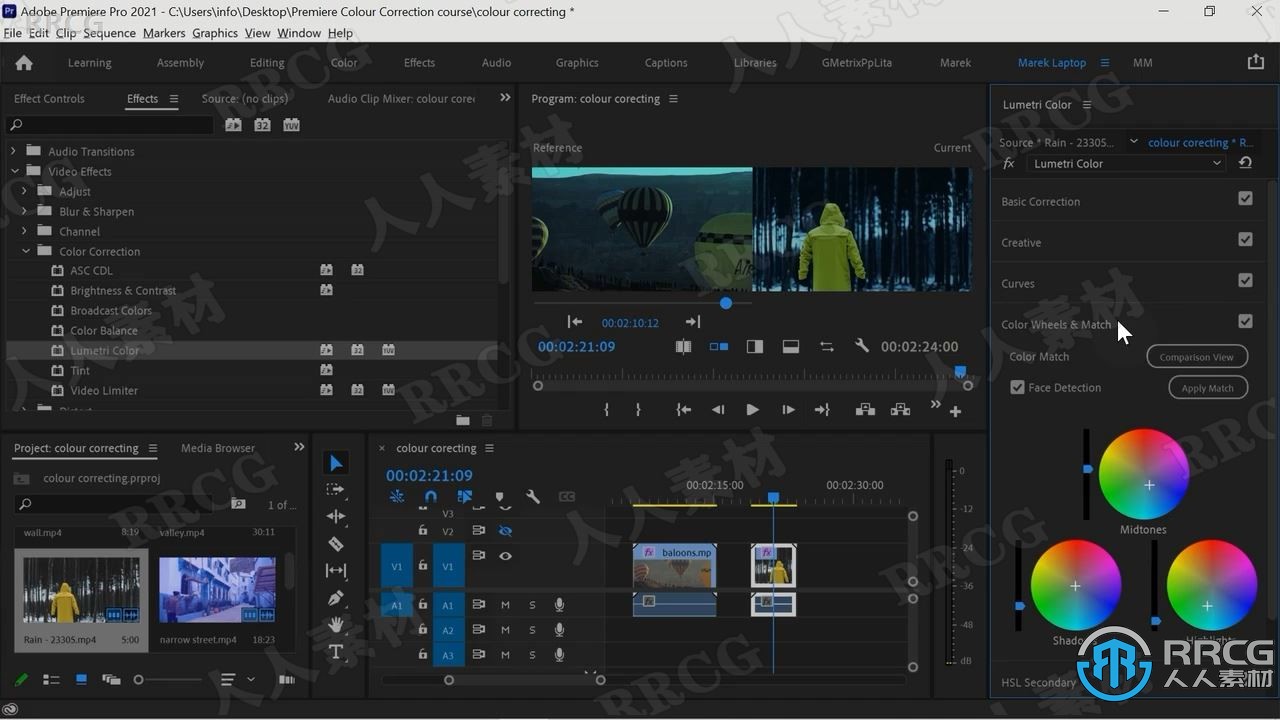 Adobe Premiere Pro 2021 - C:\Users\info\Desktop\Premiere Colour Correction course\colour correcting *
File Edit Clip Sequence Markers Graphics View Window Help
Learning Assembly Editing Color Effects Audio Graphics Captions Libraries GMetrixPpLita Marek Marek Laptop MM
Effect Controls Effects Source: (no clips) Audio Clip Mixer: colour corec
Program: colour corecting
Lumetri Color
Reference Current
Source * Rain - 23305... colour corecting * R...
fx Lumetri Color
Audio Transitions
Video Effects
Adjust
Blur & Sharpen
Channel
Color Correction
ASC CDL
Brightness & Contrast
Broadcast Colors
Color Balance
Lumetri Color
Tint
Video Limiter
00:02:10:12
00:02:21:09 00:02:24:00
Basic Correction
Creative
Curves
Color Wheels & Match
Color Match Comparison View
Face Detection Apply Match
Midtones
HSL Secondary
Project: colour correcting Media Browser
colour correcting.prproj
1 of...
wall.mp4 8:19 valley.mp4 30:11
Rain - 23305.mp4 5:00 narrow street.mp4 18:23
colour corecting
00:02:21:09
00:02:15:00 00:02:30:00
V3
V2
V1 V1
A1 A1 M S
A2 M S
A3 M S
fx baloons.mp
0
-12
-24
-36
-48
dB
RRCG
人人素材